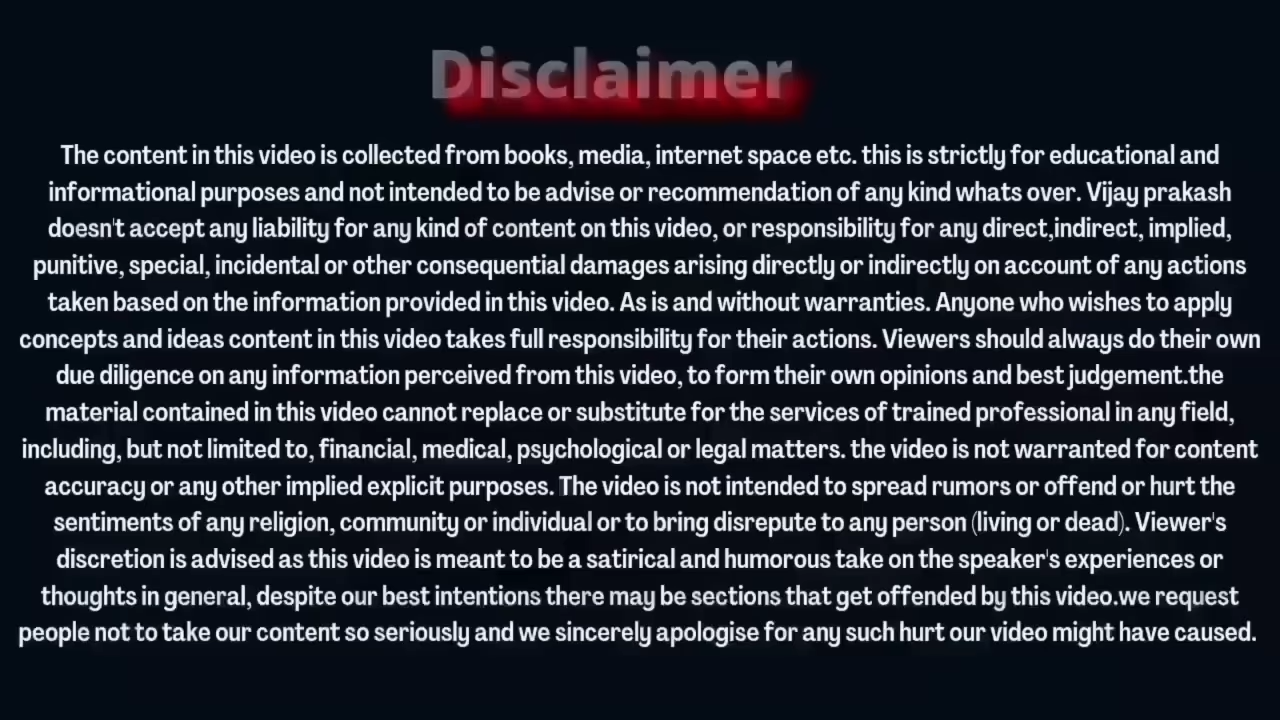 Disclaimer
The content in this video is collected from books, media, internet space etc. this is strictly for educational and
informational purposes and not intended to be advise or recommendation of any kind whats over. Vijay prakash
doesn't accept any liability for any kind of content on this video, or responsibility for any direct,indirect, implied,
punitive, special, incidental or other consequential damages arising directly or indirectly on account of any actions
taken based on the information provided in this video. As is and without warranties. Anyone who wishes to apply
concepts and ideas content in this video takes full responsibility for their actions. Viewers should always do their own
due diligence on any information perceived from this video, to form their own opinions and best judgement.the
material contained in this video cannot replace or substitute for the services of trained professional in any field,
including, but not limited to, financial, medical, psychological or legal matters. the video is not warranted for content
accuracy or any other implied explicit purposes. The video is not intended to spread rumors or offend or hurt the
sentiments of any religion, community or individual or to bring disrepute to any person (living or dead). Viewer's
discretion is advised as this video is meant to be a satirical and humorous take on the speaker's experiences or
thoughts in general, despite our best intentions there may be sections that get offended by this video.we request
people not to take our content so seriously and we sincerely apologise for any such hurt our video might have caused.